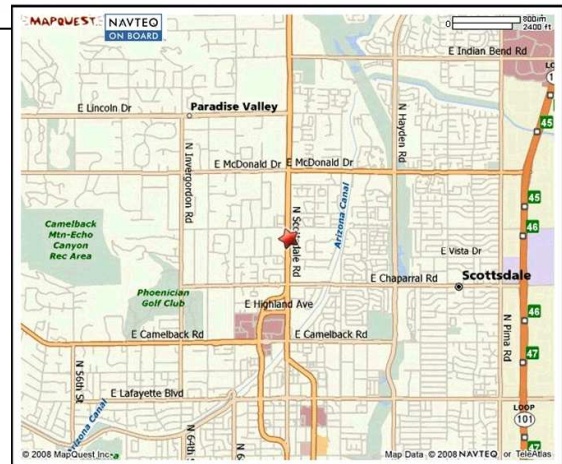 MAPQUEST
NAVTEQ
ON BOARD
800m
2400 ft
E Indian Bend Rd
E Lincoln Dr
Paradise Valley
N Hayden Rd
N Invergordon Rd
45
E McDonald Dr
E McDonald Dr
N Scottsdale Rd
Arizona Canal
45
46
Camelback
Mtn-Echo
Canyon
Rec Area
E Vista Dr
E Chaparral Rd
Scottsdale
Phoenician
Golf Club
E Highland Ave
N Pima Rd
46
E Camelback Rd
E Camelback Rd
47
N 56th St
E Lafayette Blvd
LOOP
101
Arizona Canal
N 64th
47
© 2008 MapQuest Inc.
Map Data © 2008 NAVTEQ or TeleAtlas